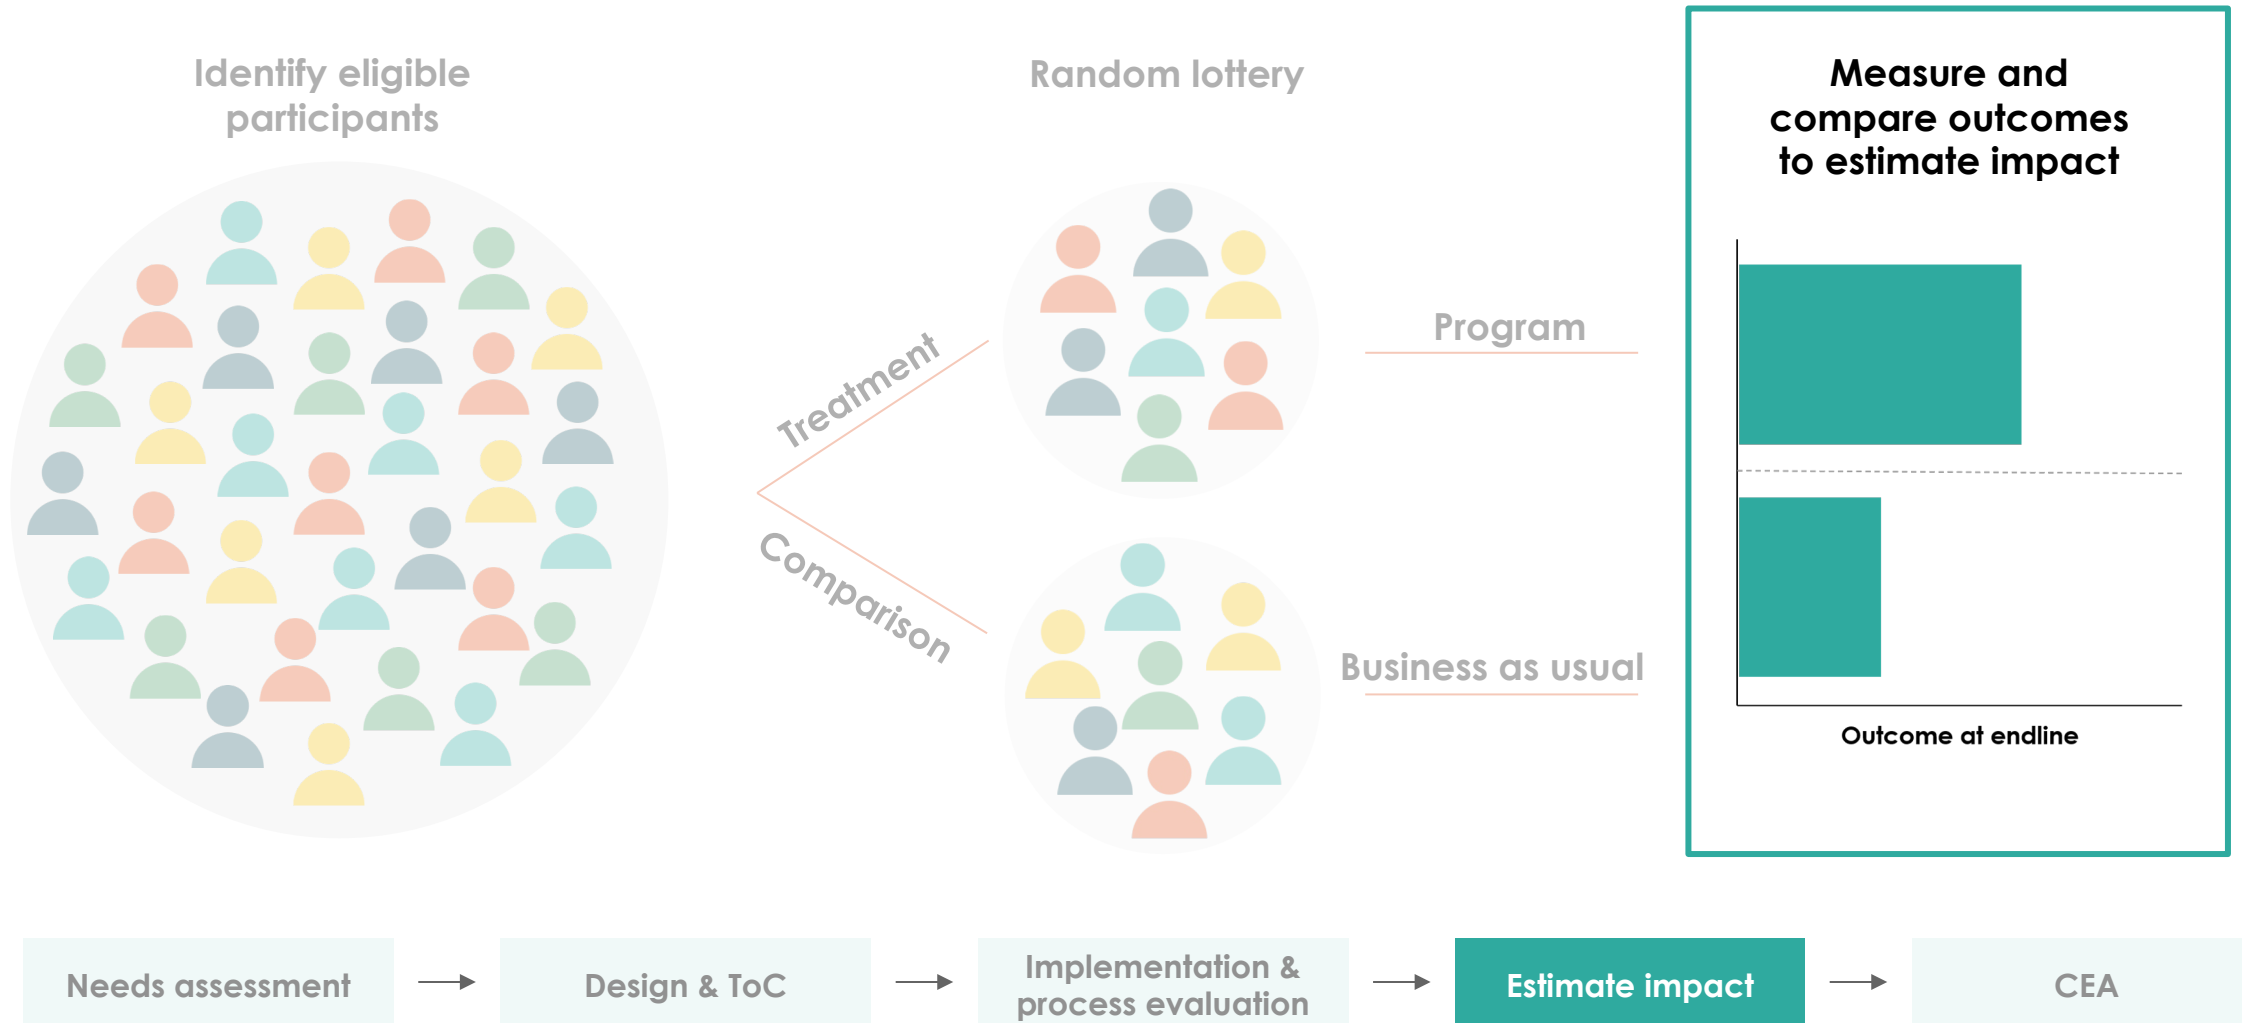 Identify eligible
participants
Random lottery
Measure and
compare outcomes
to estimate impact
Treatment
Comparison
Program
Business as usual
Outcome at endline
Needs assessment
Design & ToC
Implementation &
process evaluation
Estimate impact
CEA